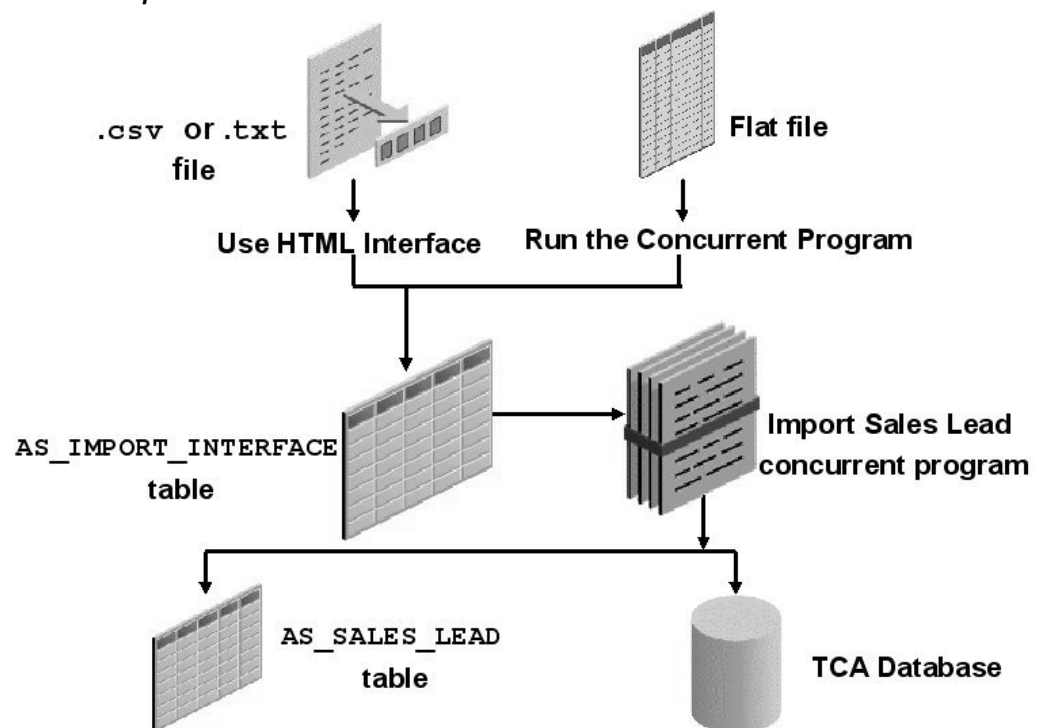 .csv or .txt
file
Flat file
Use HTML Interface
Run the Concurrent Program
AS_IMPORT_INTERFACE
table
Import Sales Lead
concurrent program
AS_SALES_LEAD
table
TCA Database